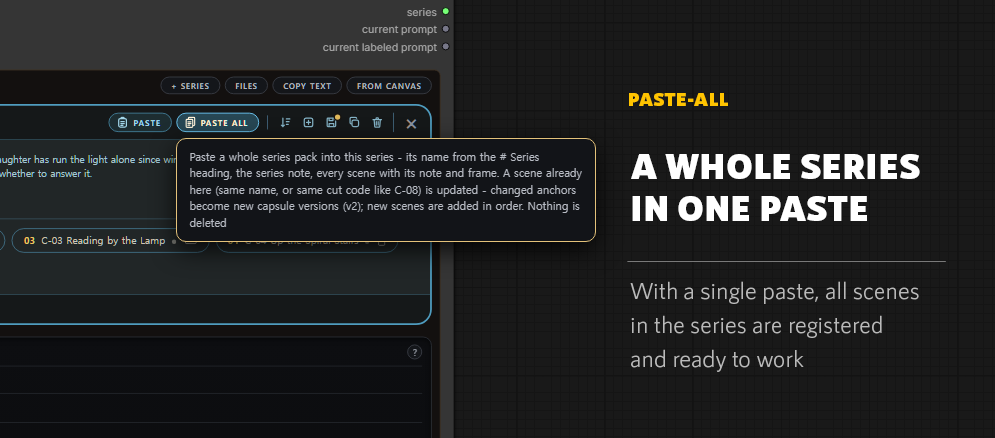 series
current prompt
current labeled prompt
+ SERIES
FILES
COPY TEXT
FROM CANVAS
PASTE
PASTE ALL
aughter has run the light alone since
whether to answer it.
Paste a whole series pack into this series - its name from the # Series
heading, the series note, every scene with its note and frame. A scene already
here (same name, or same cut code like C-08) is updated - changed anchors
become new capsule versions (v2); new scenes are added in order. Nothing is
deleted
03 C-03 Reading by the Lamp
?
PASTE-ALL
A WHOLE SERIES
IN ONE PASTE
With a single paste, all scenes
in the series are registered
and ready to work